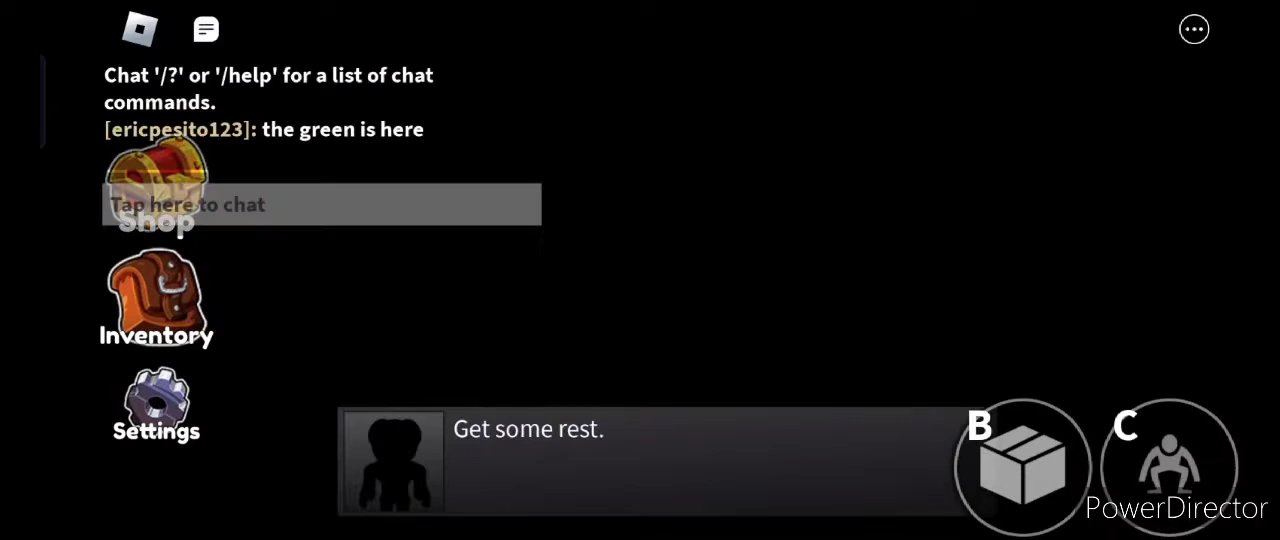 Chat '/?' or '/help' for a list of chat
commands.
[ericpesito123]: the green is here
Tap here to chat
Shop
Inventory
Settings
Get some rest.
B
C
PowerDirector